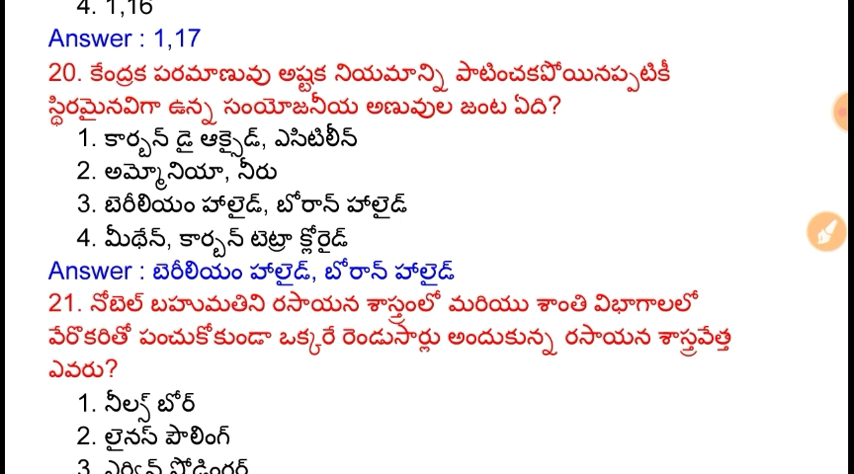 4. 1,16
Answer : 1,17
20. కేంద్రక పరమాణువు అష్టక నియమాన్ని పాటించకపోయినప్పటికీ
స్థిరమైనవిగా ఉన్న సంయోజనీయ అణువుల జంట ఏది?
1. కార్బన్ డై ఆక్సైడ్, ఎసిటిలీన్
2. అమ్మోనియా, నీరు
3. బెరీలియం హాలైడ్, బోరాన్ హాలైడ్
4. మీథేన్, కార్బన్ టెట్రా క్లోరైడ్
Answer : బెరీలియం హాలైడ్, బోరాన్ హాలైడ్
21. నోబెల్ బహుమతిని రసాయన శాస్త్రంలో మరియు శాంతి విభాగాలలో
వేరొకరితో పంచుకోకుండా ఒక్కరే రెండుసార్లు అందుకున్న రసాయన శాస్త్రవేత్త
ఎవరు?
1. నీల్స్ బోర్
2. లైనస్ పౌలింగ్
3.